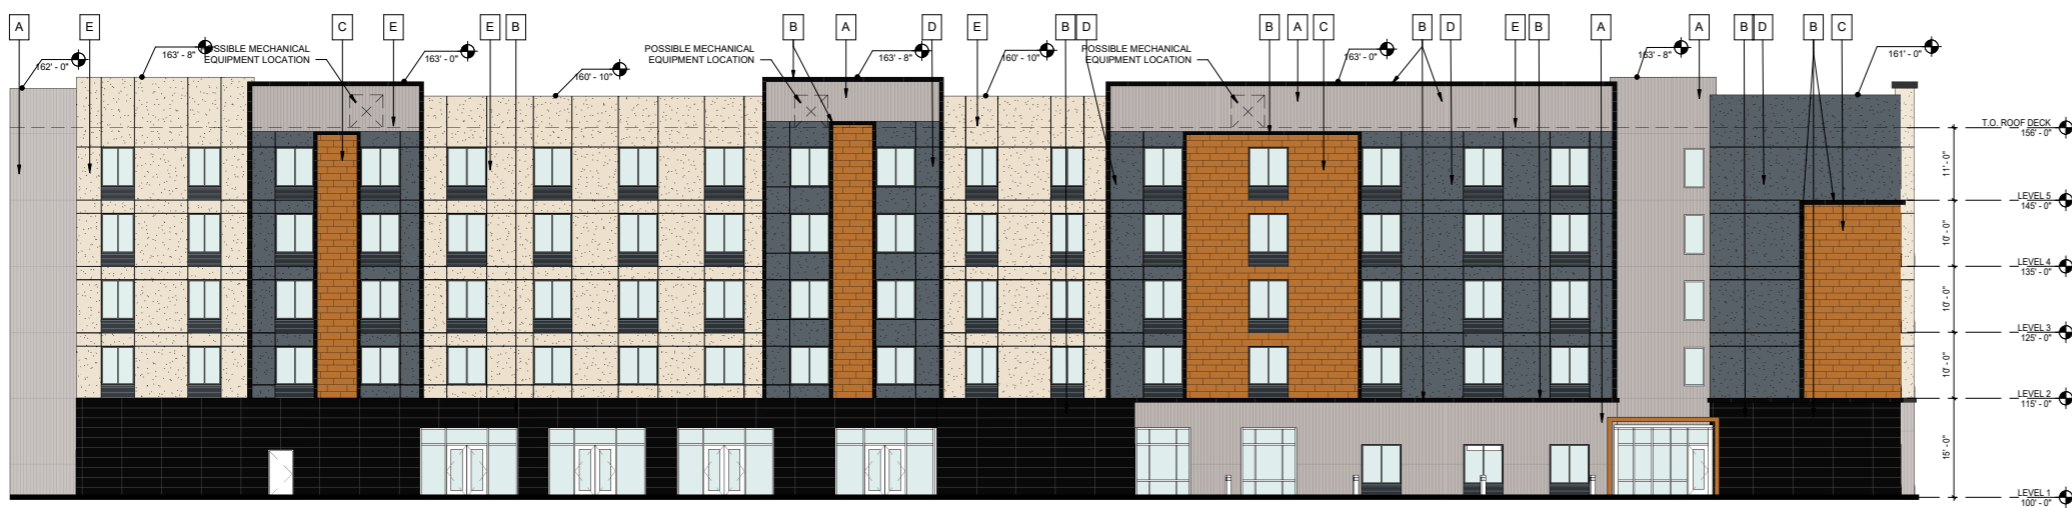 A E C E E B B A D E B D B A C B D E B A A B D B C
162' - 0"
163' - 8"
SSIBLE MECHANICAL
EQUIPMENT LOCATION
163' - 0"
160' - 10"
POSSIBLE MECHANICAL
EQUIPMENT LOCATION
163' - 8"
160' - 10"
POSSIBLE MECHANICAL
EQUIPMENT LOCATION
163' - 0"
163' - 8"
161' - 0"
T.O. ROOF DECK
156' - 0"
11' - 0"
LEVEL 5
145' - 0"
10' - 0"
LEVEL 4
135' - 0"
10' - 0"
LEVEL 3
125' - 0"
10' - 0"
LEVEL 2
115' - 0"
15' - 0"
LEVEL 1
100' - 0"